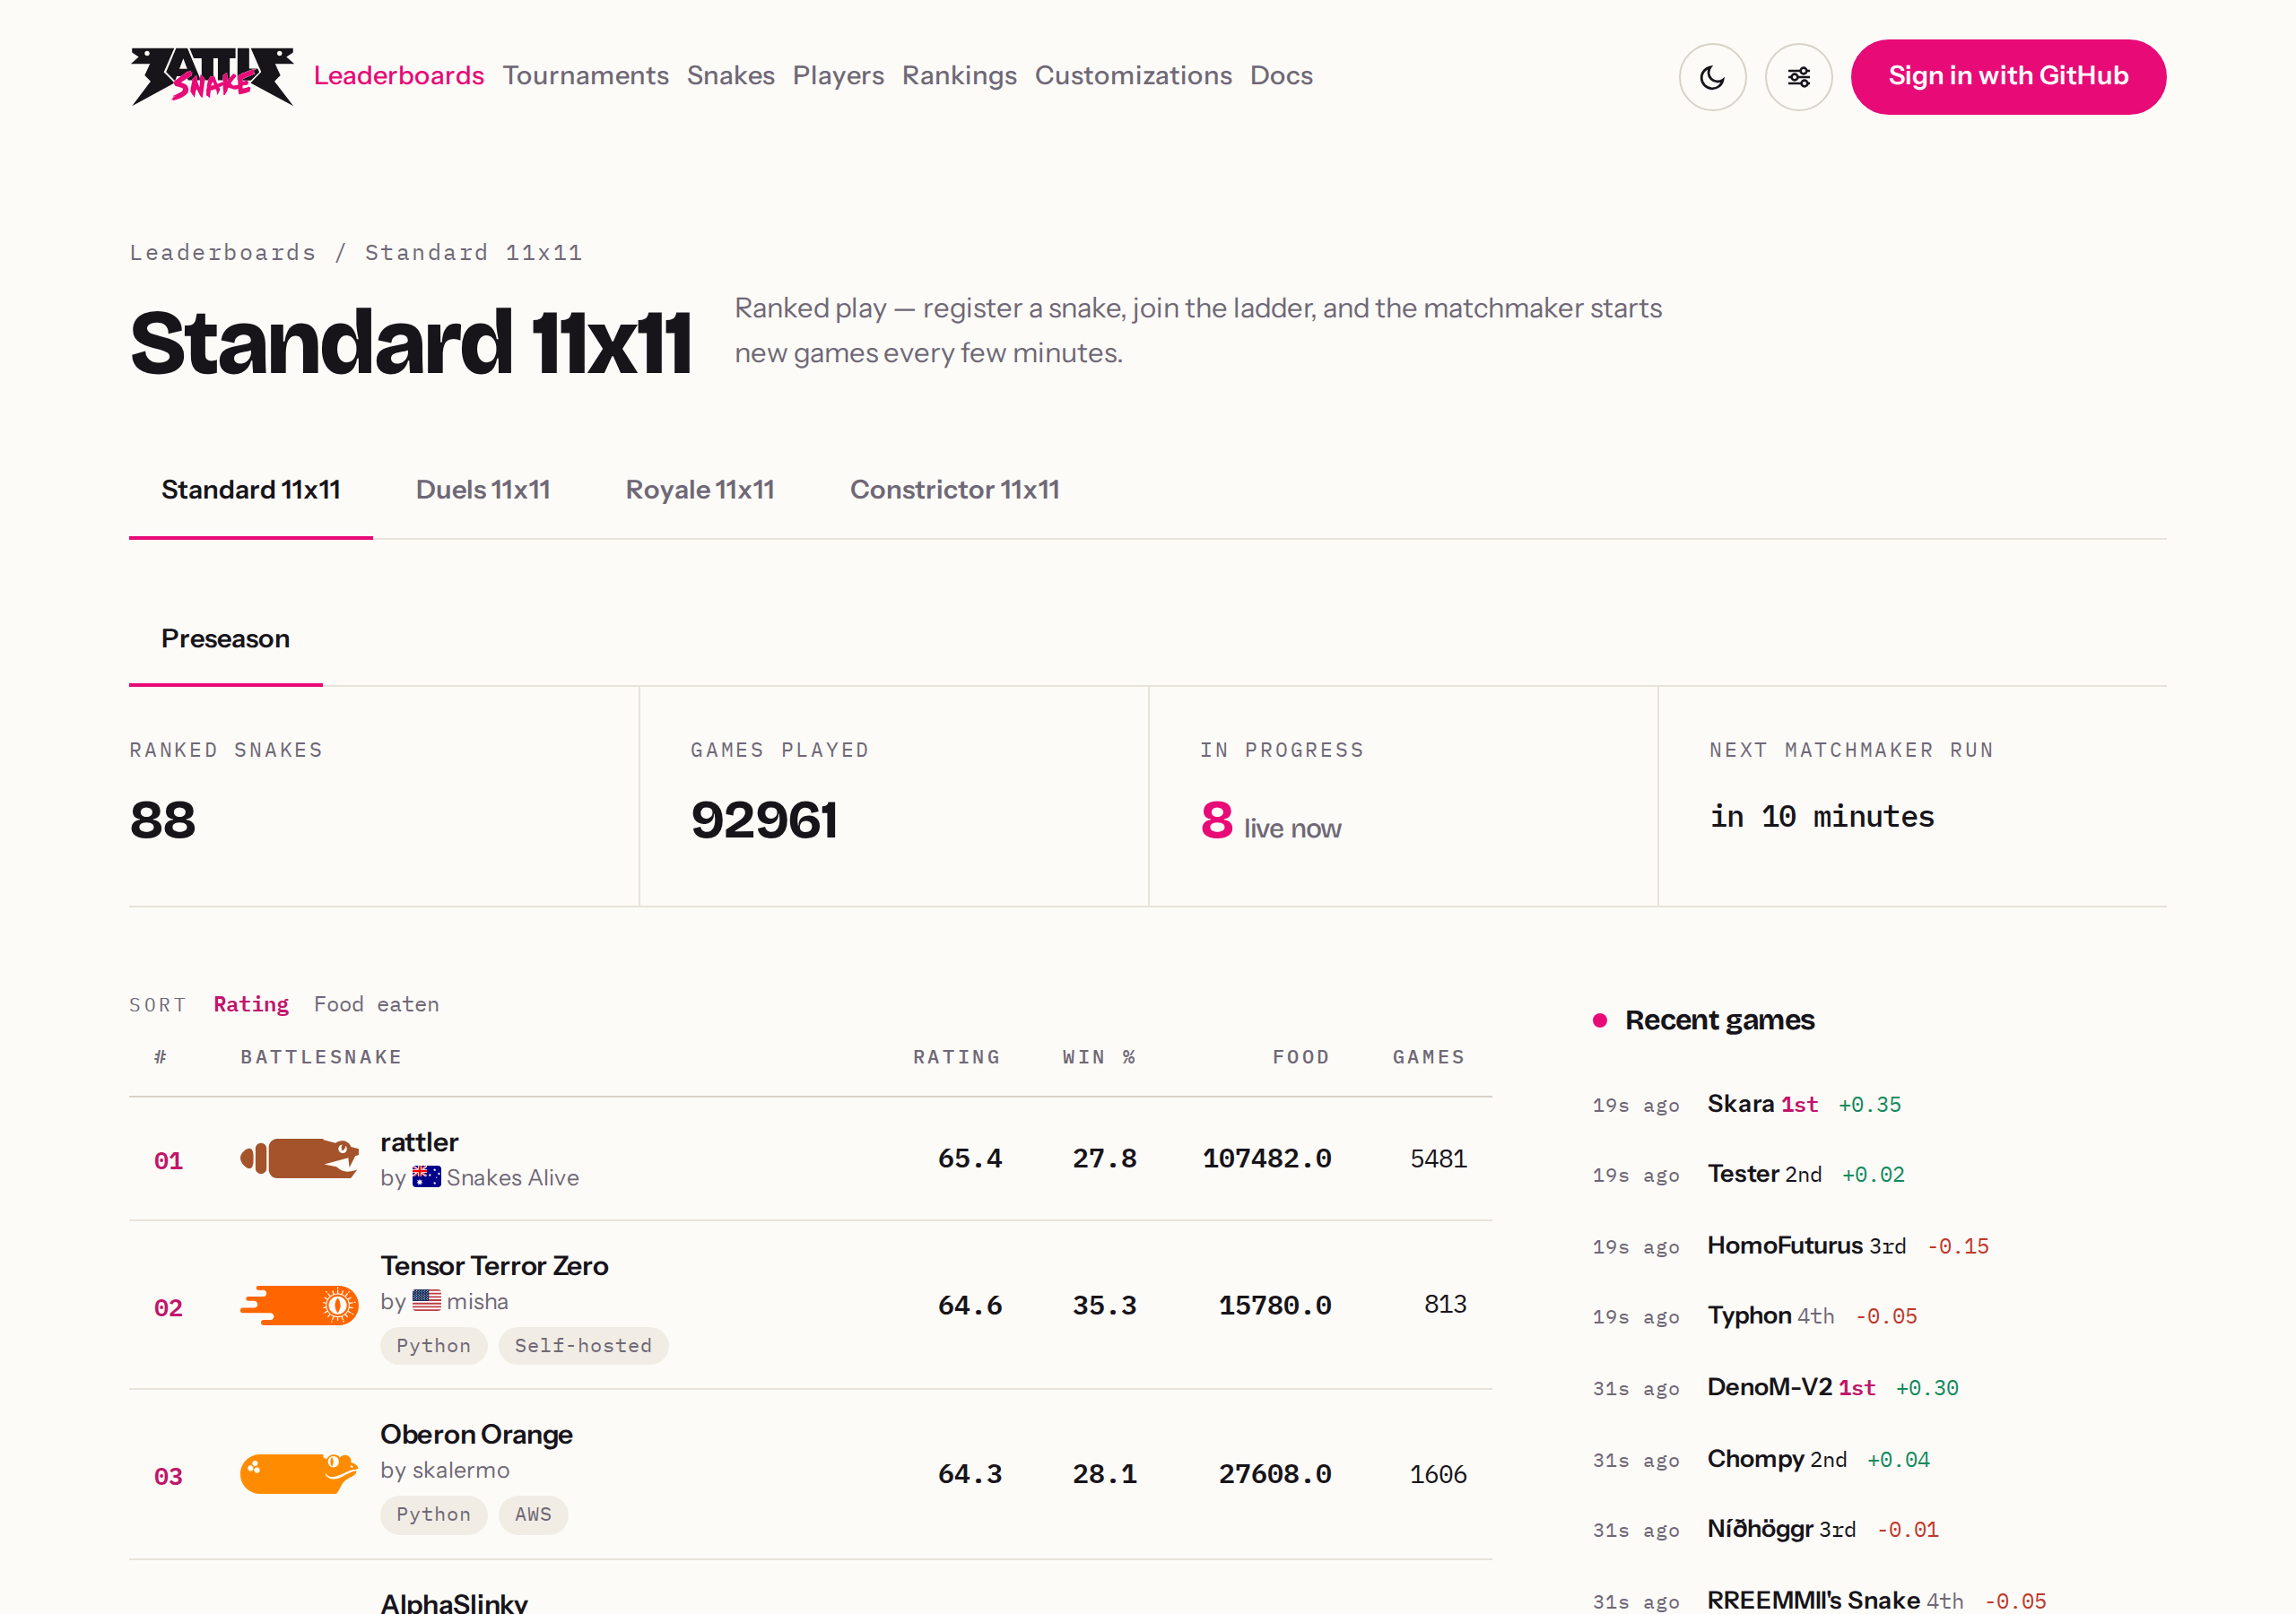 BATTLE
SNAKE
Leaderboards Tournaments Snakes Players Rankings Customizations Docs
Sign in with GitHub
Leaderboards / Standard 11x11
Standard 11x11
Ranked play — register a snake, join the ladder, and the matchmaker starts
new games every few minutes.
Standard 11x11 Duels 11x11 Royale 11x11 Constrictor 11x11
Preseason
RANKED SNAKES
88
GAMES PLAYED
92961
IN PROGRESS
8 live now
NEXT MATCHMAKER RUN
in 10 minutes
SORT Rating Food eaten
# BATTLESNAKE RATING WIN % FOOD GAMES
01 rattler 65.4 27.8 107482.0 5481
by Snakes Alive
02 Tensor Terror Zero 64.6 35.3 15780.0 813
by misha
Python Self-hosted
03 Oberon Orange 64.3 28.1 27608.0 1606
by skalermo
Python AWS
AlphaSlinky
Recent games
19s ago Skara 1st +0.35
19s ago Tester 2nd +0.02
19s ago HomoFuturus 3rd -0.15
19s ago Typhon 4th -0.05
31s ago DenoM-V2 1st +0.30
31s ago Chompy 2nd +0.04
31s ago Níðhöggr 3rd -0.01
31s ago RREEMMII's Snake 4th -0.05